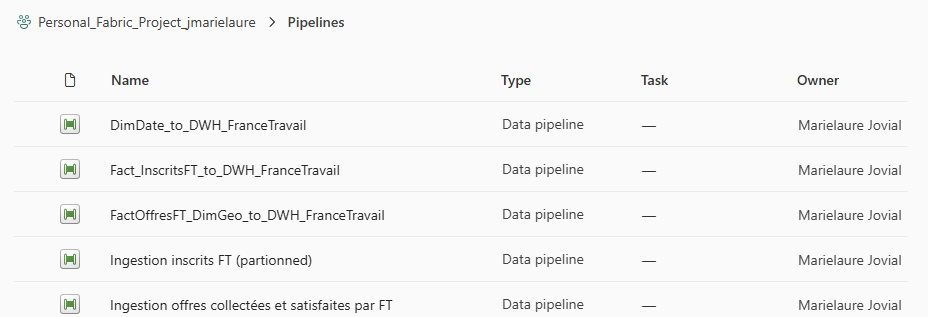 Personal_Fabric_Project_jmarielaure > Pipelines
Name Type Task Owner
DimDate_to_DWH_FranceTravail Data pipeline — Marielaure Jovial
Fact_InscritsFT_to_DWH_FranceTravail Data pipeline — Marielaure Jovial
FactOffresFT_DimGeo_to_DWH_FranceTravail Data pipeline — Marielaure Jovial
Ingestion inscrits FT (partionned) Data pipeline — Marielaure Jovial
Ingestion offres collectées et satisfaites par FT Data pipeline — Marielaure Jovial